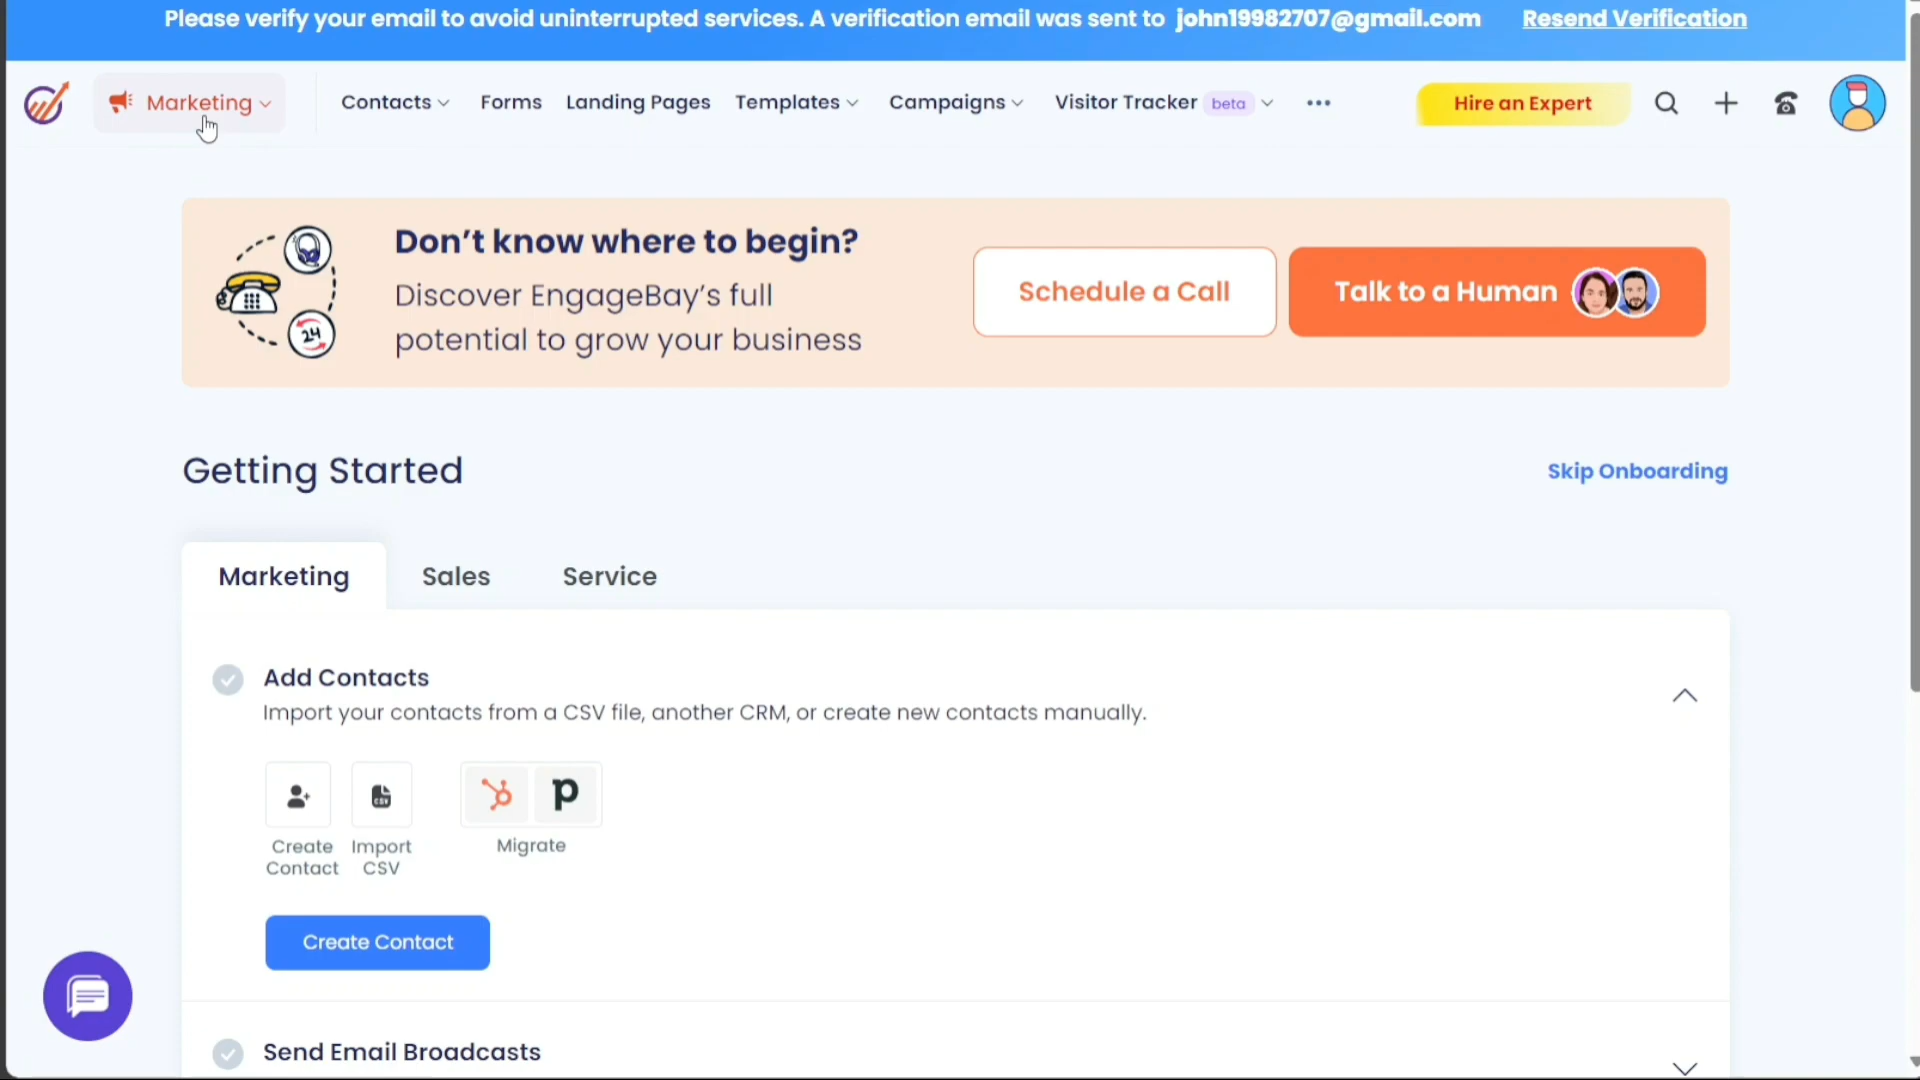 Please verify your email to avoid uninterrupted services. A verification email was sent to john19982707@gmail.com Resend Verification
Marketing Contacts Forms Landing Pages Templates Campaigns Visitor Tracker beta Hire an Expert
Don't know where to begin?
Discover EngageBay's full
potential to grow your business
Schedule a Call
Talk to a Human
24
Getting Started
Skip Onboarding
Marketing Sales Service
Add Contacts
Import your contacts from a CSV file, another CRM, or create new contacts manually.
CSV
p
Create Contact
Import CSV
Migrate
Create Contact
Send Email Broadcasts